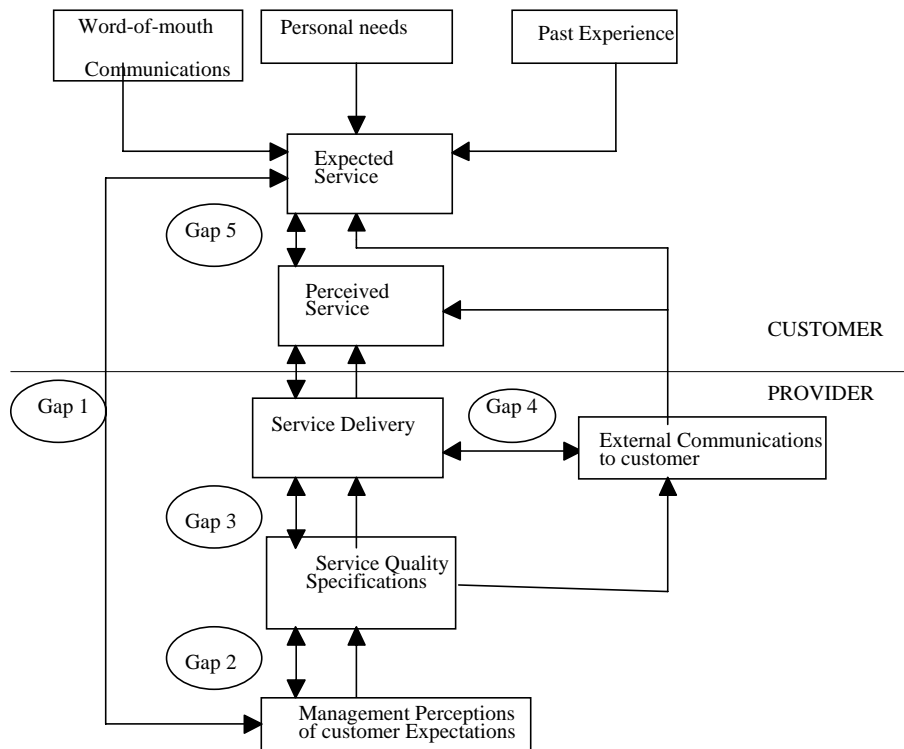 Word-of-mouth
Communications
Personal needs
Past Experience
Expected
Service
Gap 5
Perceived
Service
CUSTOMER
PROVIDER
Gap 1
Service Delivery
Gap 4
External Communications
to customer
Gap 3
Service Quality
Specifications
Gap 2
Management Perceptions
of customer Expectations